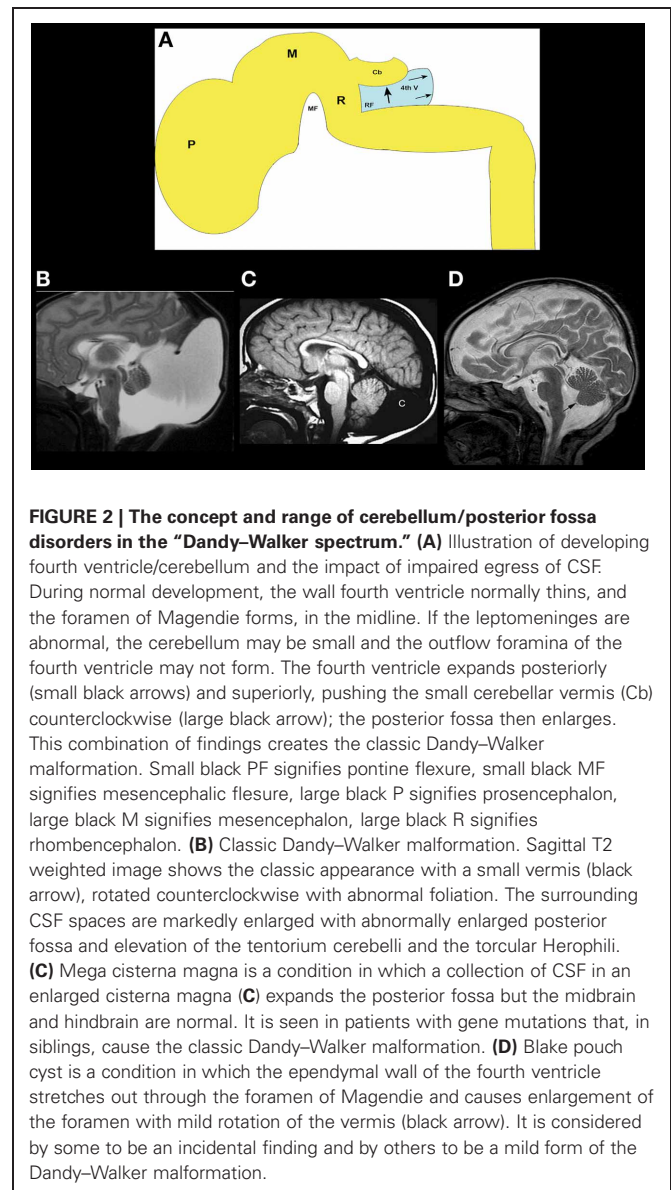 A
M
Cb
4th V
MF
R
RF
P
B
C
D
C
FIGURE 2 | The concept and range of cerebellum/posterior fossa
disorders in the “Dandy–Walker spectrum.” (A) Illustration of developing
fourth ventricle/cerebellum and the impact of impaired egress of CSF.
During normal development, the wall fourth ventricle normally thins, and
the foramen of Magendie forms, in the midline. If the leptomeninges are
abnormal, the cerebellum may be small and the outflow foramina of the
fourth ventricle may not form. The fourth ventricle expands posteriorly
(small black arrows) and superiorly, pushing the small cerebellar vermis (Cb)
counterclockwise (large black arrow); the posterior fossa then enlarges.
This combination of findings creates the classic Dandy–Walker
malformation. Small black PF signifies pontine flexure, small black MF
signifies mesencephalic flesure, large black P signifies prosencephalon,
large black M signifies mesencephalon, large black R signifies
rhombencephalon. (B) Classic Dandy–Walker malformation. Sagittal T2
weighted image shows the classic appearance with a small vermis (black
arrow), rotated counterclockwise with abnormal foliation. The surrounding
CSF spaces are markedly enlarged with abnormally enlarged posterior
fossa and elevation of the tentorium cerebelli and the torcular Herophili.
(C) Mega cisterna magna is a condition in which a collection of CSF in an
enlarged cisterna magna (C) expands the posterior fossa but the midbrain
and hindbrain are normal. It is seen in patients with gene mutations that, in
siblings, cause the classic Dandy–Walker malformation. (D) Blake pouch
cyst is a condition in which the ependymal wall of the fourth ventricle
stretches out through the foramen of Magendie and causes enlargement of
the foramen with mild rotation of the vermis (black arrow). It is considered
by some to be an incidental finding and by others to be a mild form of the
Dandy–Walker malformation.